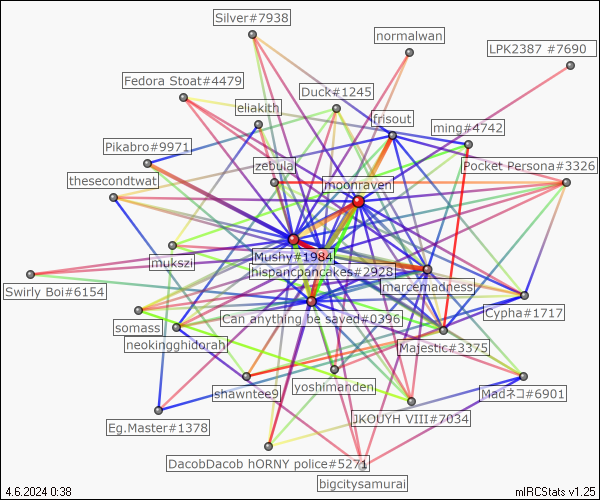 Silver#7938
normalwan
LPK2387 #7690
Fedora Stoat#4479
Duck#1245
eliakith
frisout
ming#4742
Pikabro#9971
zebulai
Pocket Persona#3326
thesecondtwat
moonraven
Mushy#1984
mukszi
hispancpancakes#2928
marcemadness
Swirly Boi#6154
Cypha#1717
somass
Can anything be saved#0396
neokingghidorah
Majestic#3375
yoshimanden
shawntee9
Madネコ#6901
JKOUYH VIII#7034
Eg.Master#1378
DacobDacob hORNY police#5271
bigcitysamurai
4.6.2024 0:38
mIRCStats v1.25